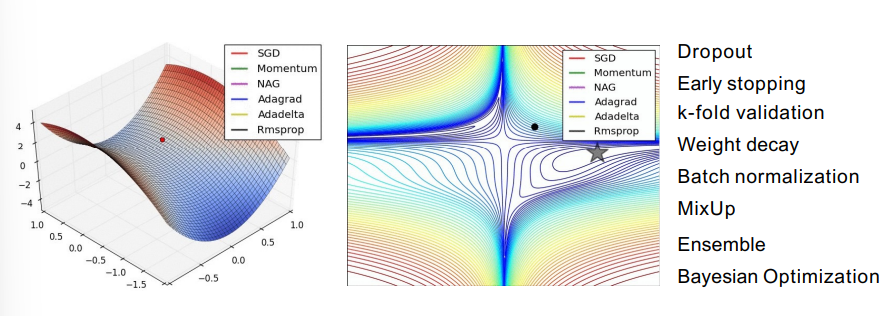 SGD
Momentum
NAG
Adagrad
Adadelta
Rmsprop
4
2
0
−2
−4
1.0
0.5
0.0
−0.5
−1.0
−1.5
−0.5
0.0
0.5
1.0
SGD
Momentum
NAG
Adagrad
Adadelta
Rmsprop
Dropout
Early stopping
k-fold validation
Weight decay
Batch normalization
MixUp
Ensemble
Bayesian Optimization